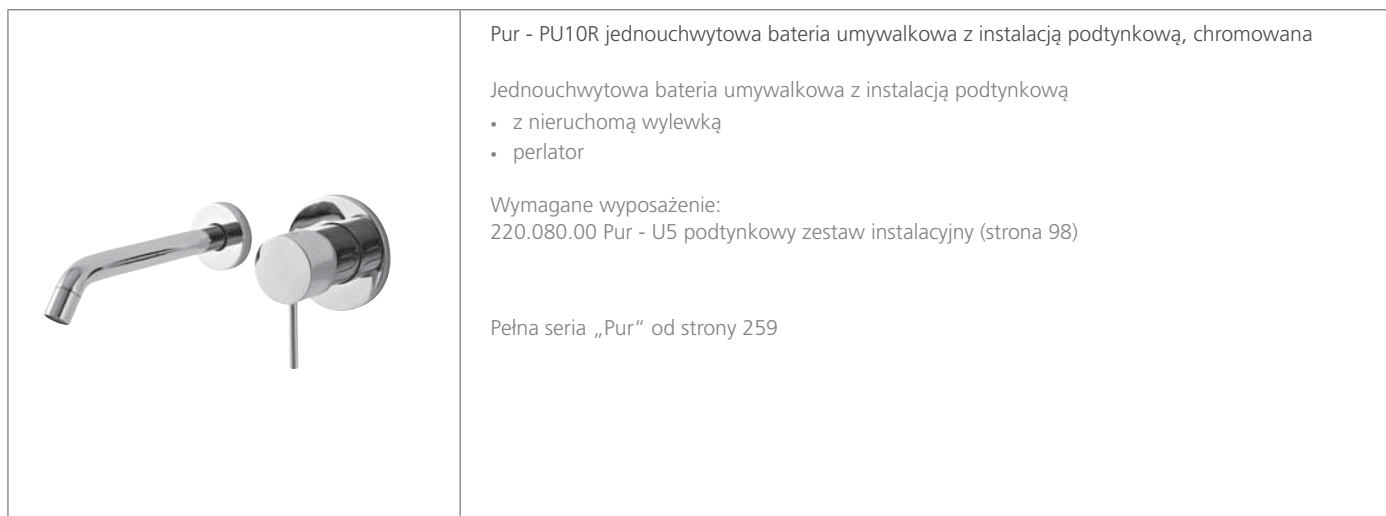 Pur - PU10R jednouchwytowa bateria umywalkowa z instalacją podtynkową, chromowana
Jednouchwytowa bateria umywalkowa z instalacją podtynkową
• z nieruchomą wylewką
• perlator
Wymagane wyposażenie:
220.080.00 Pur - U5 podtynkowy zestaw instalacyjny (strona 98)
Pełna seria „Pur“ od strony 259